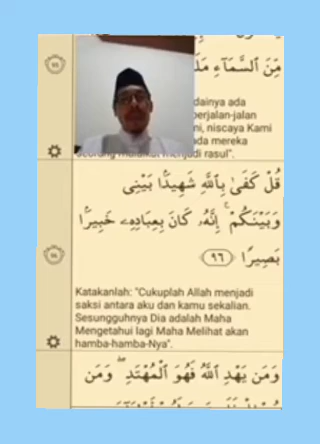 مِّنَ ٱلسَّمَآءِ
dainya ada
berjalan-jalan
ni, niscaya Kami
ada mereka
menjadi rasul".
قُلْ كَفَىٰ بِٱللَّهِ شَهِيدًۢا بَيْنِى
وَبَيْنَكُمْ ۚ إِنَّهُۥ كَانَ بِعِبَادِهِۦ خَبِيرًۢا
بَصِيرًا ﴿٩٦﴾
96
Katakanlah: "Cukuplah Allah menjadi
saksi antara aku dan kamu sekalian.
Sesungguhnya Dia adalah Maha
Mengetahui lagi Maha Melihat akan
hamba-hamba-Nya".
وَمَن يَهْدِ ٱللَّهُ فَهُوَ ٱلْمُهْتَدِ ۖ وَمَن